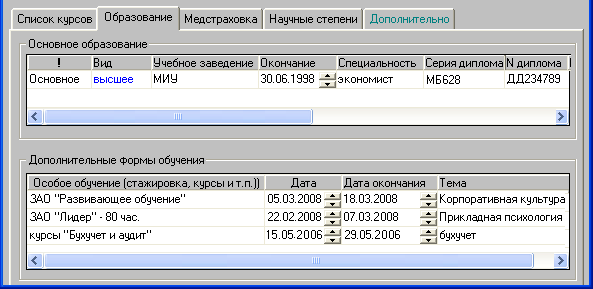 Список курсов Образование Медстраховка Научные степени Дополнительно
Основное образование
! Вид Учебное заведение Окончание Специальность Серия диплома N диплома
Основное высшее МИУ 30.06.1998 экономист МБ628 ДД234789
Дополнительные формы обучения
Особое обучение (стажировка, курсы и т.п.)) Дата Дата окончания Тема
ЗАО "Развивающее обучение" 05.03.2008 18.03.2008 Корпоративная культура
ЗАО "Лидер" - 80 час. 22.02.2008 07.03.2008 Прикладная психология
курсы "Бухучет и аудит" 15.05.2006 29.05.2006 бухучет